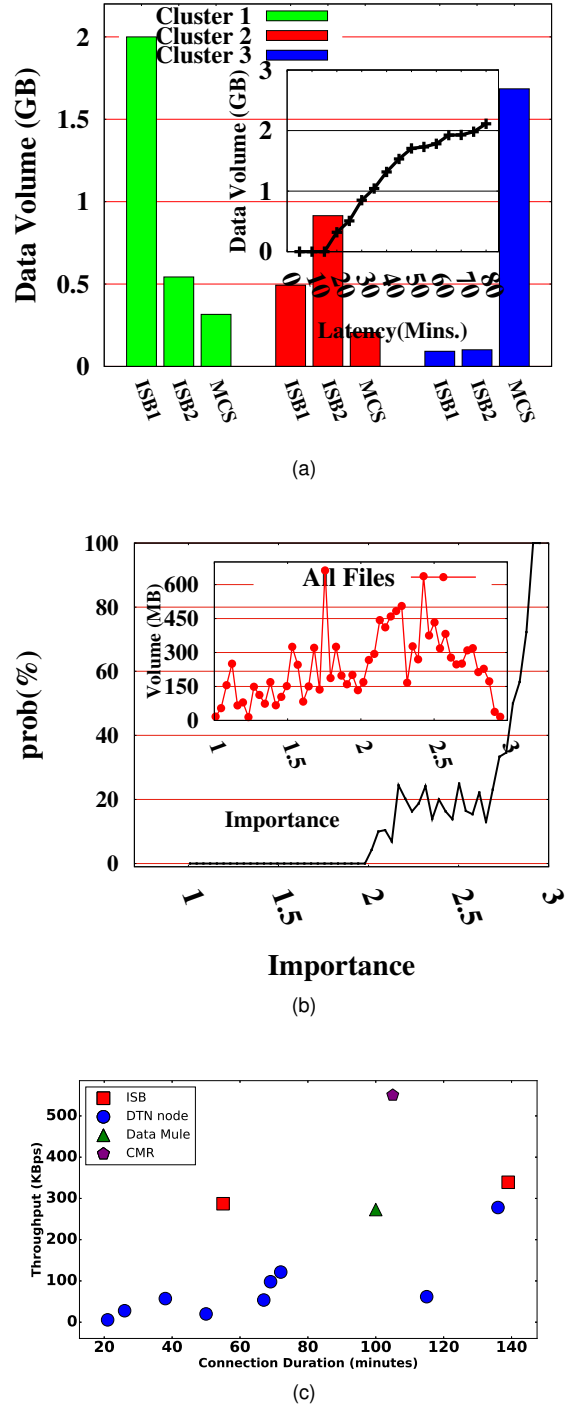 Cluster 1
Cluster 2
Cluster 3
Data Volume (GB)
2
1.5
1
0.5
0
Data Volume (GB)
3
2
1
0
0
10
20
30
40
50
60
70
80
Latency(Mins.)
ISB1
ISB2
MCS
ISB1
ISB2
MCS
ISB1
ISB2
MCS
(a)
prob(%)
100
80
60
40
20
0
All Files
Volume (MB)
600
450
300
150
0
1
1.5
2
2.5
3
Importance
1
1.5
2
2.5
3
Importance
(b)
ISB
DTN node
Data Mule
CMR
Throughput (KBps)
500
400
300
200
100
0
20
40
60
80
100
120
140
Connection Duration (minutes)
(c)